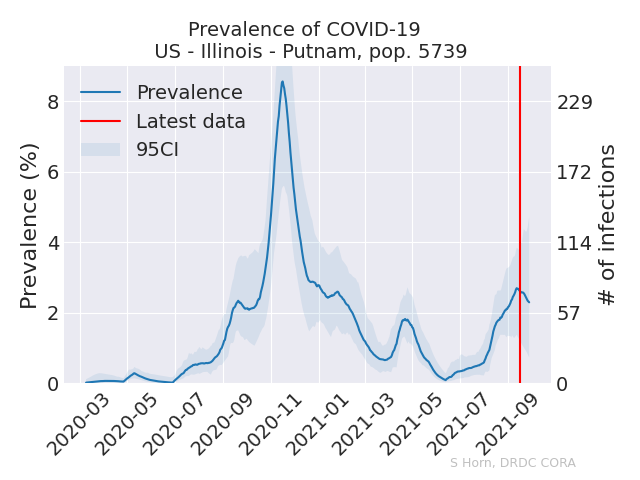 Prevalence of COVID-19
US - Illinois - Putnam, pop. 5739
Prevalence
Latest data
95CI
Prevalence (%)
8
6
4
2
0
229
172
114
57
0
# of infections
2020-03
2020-05
2020-07
2020-09
2020-11
2021-01
2021-03
2021-05
2021-07
2021-09
S Horn, DRDC CORA